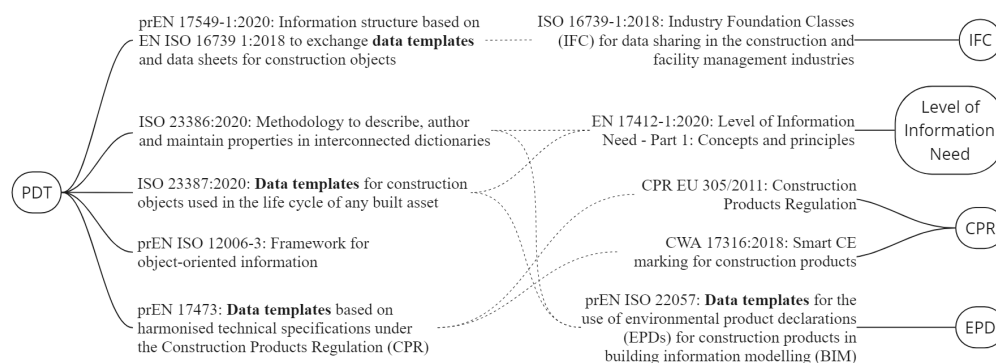 PDT
prEN 17549-1:2020: Information structure based on
EN ISO 16739 1:2018 to exchange data templates
and data sheets for construction objects
ISO 23386:2020: Methodology to describe, author
and maintain properties in interconnected dictionaries
ISO 23387:2020: Data templates for construction
objects used in the life cycle of any built asset
prEN ISO 12006-3: Framework for
object-oriented information
prEN 17473: Data templates based on
harmonised technical specifications under
the Construction Products Regulation (CPR)
ISO 16739-1:2018: Industry Foundation Classes
(IFC) for data sharing in the construction and
facility management industries
EN 17412-1:2020: Level of Information
Need - Part 1: Concepts and principles
CPR EU 305/2011: Construction
Products Regulation
CWA 17316:2018: Smart CE
marking for construction products
prEN ISO 22057: Data templates for the
use of environmental product declarations
(EPDs) for construction products in
building information modelling (BIM)
IFC
Level of
Information
Need
CPR
EPD